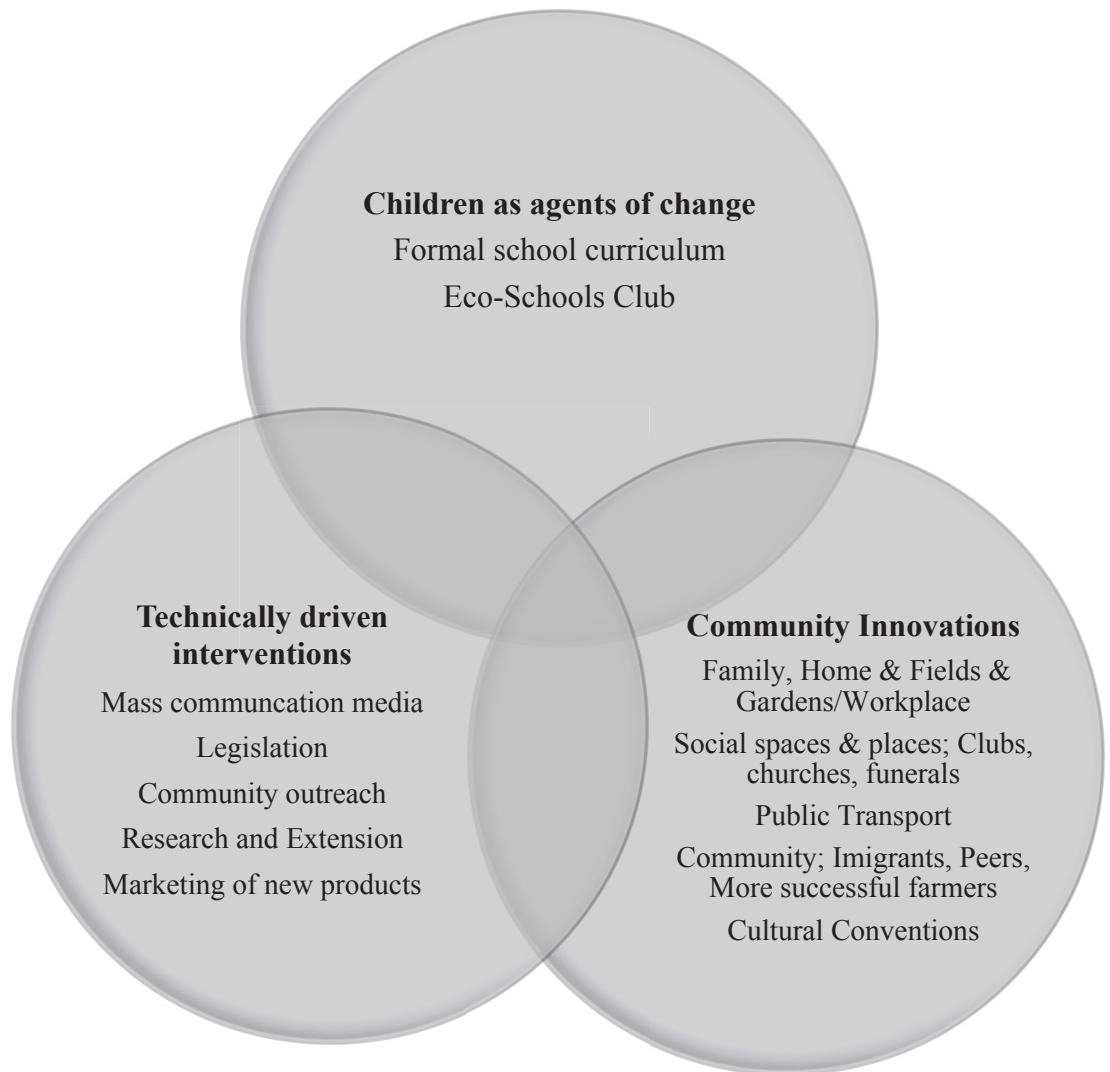 Children as agents of change
Formal school curriculum
Eco-Schools Club
Technically driven
interventions
Mass communcation media
Legislation
Community outreach
Research and Extension
Marketing of new products
Community Innovations
Family, Home & Fields &
Gardens/Workplace
Social spaces & places; Clubs,
churches, funerals
Public Transport
Community; Imigrants, Peers,
More successful farmers
Cultural Conventions